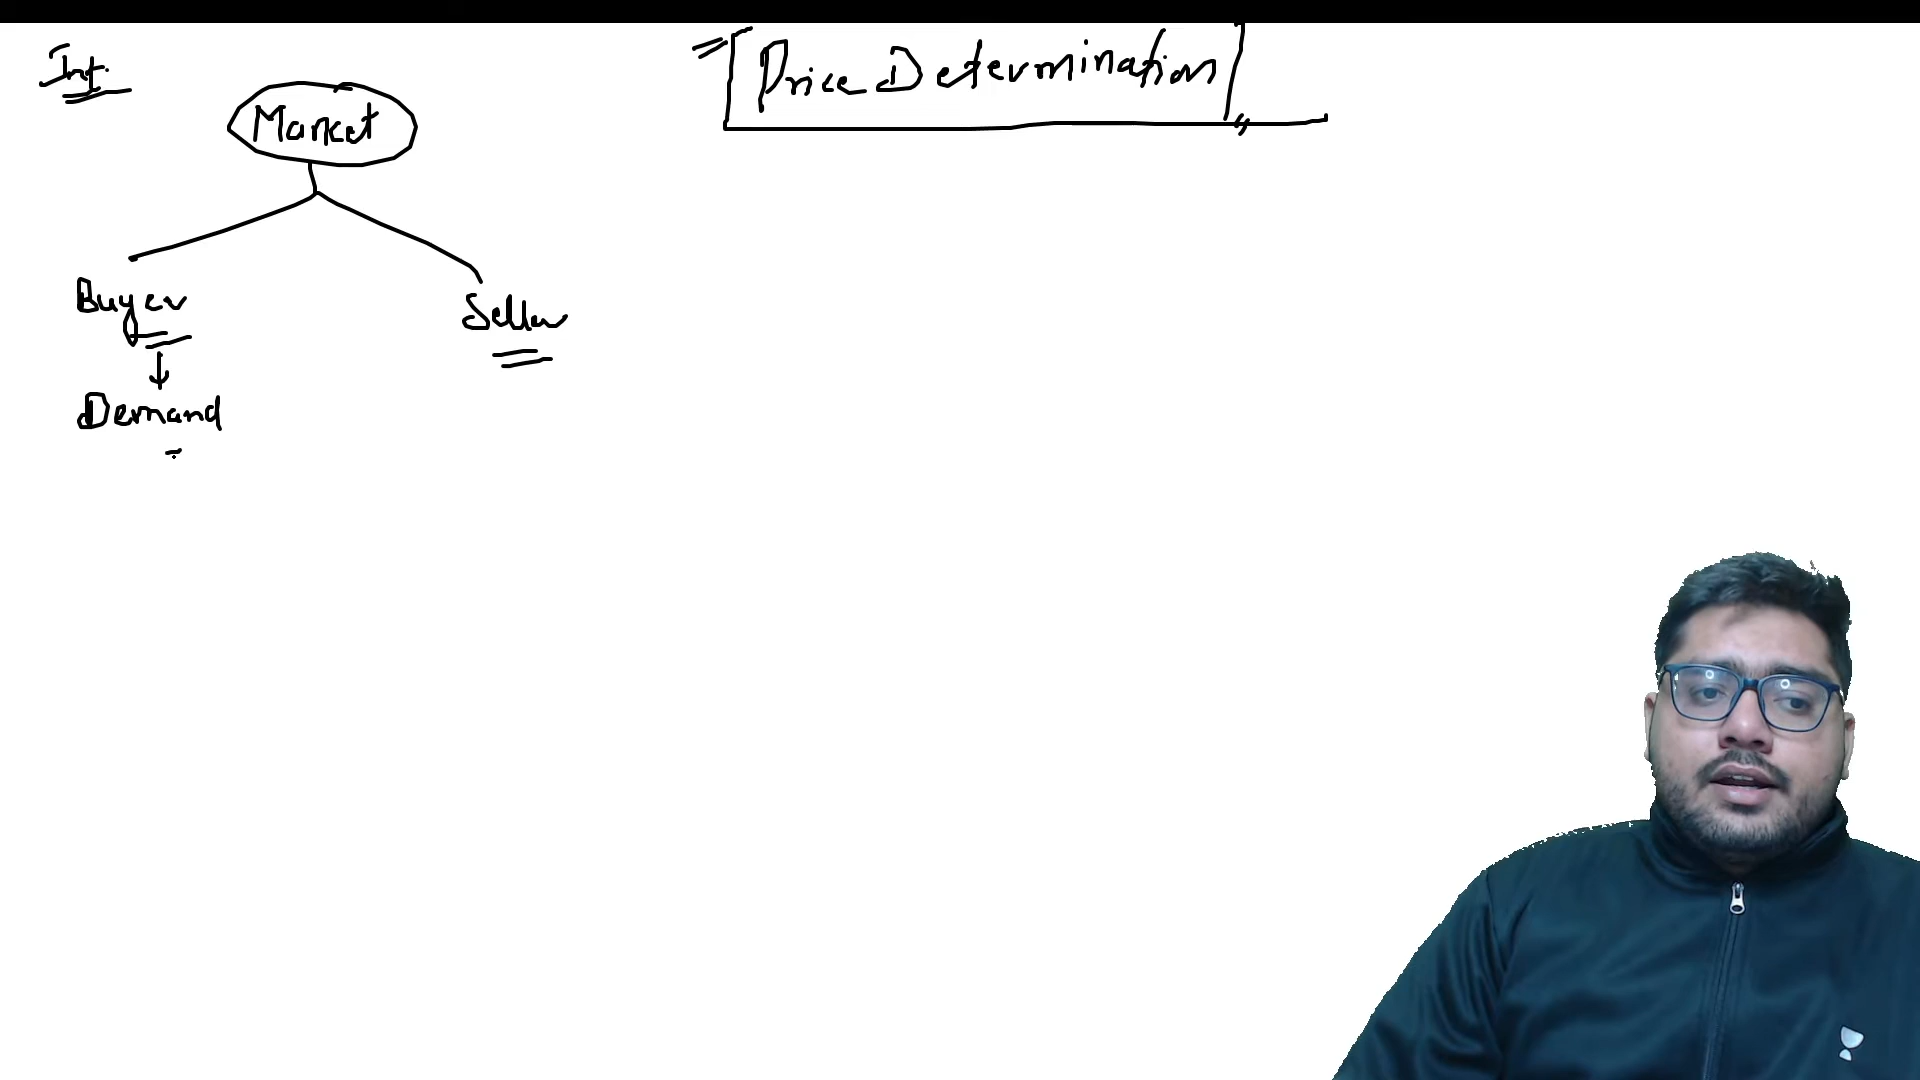 Int.
Price Determination
Market
Buyer
Seller
Demand